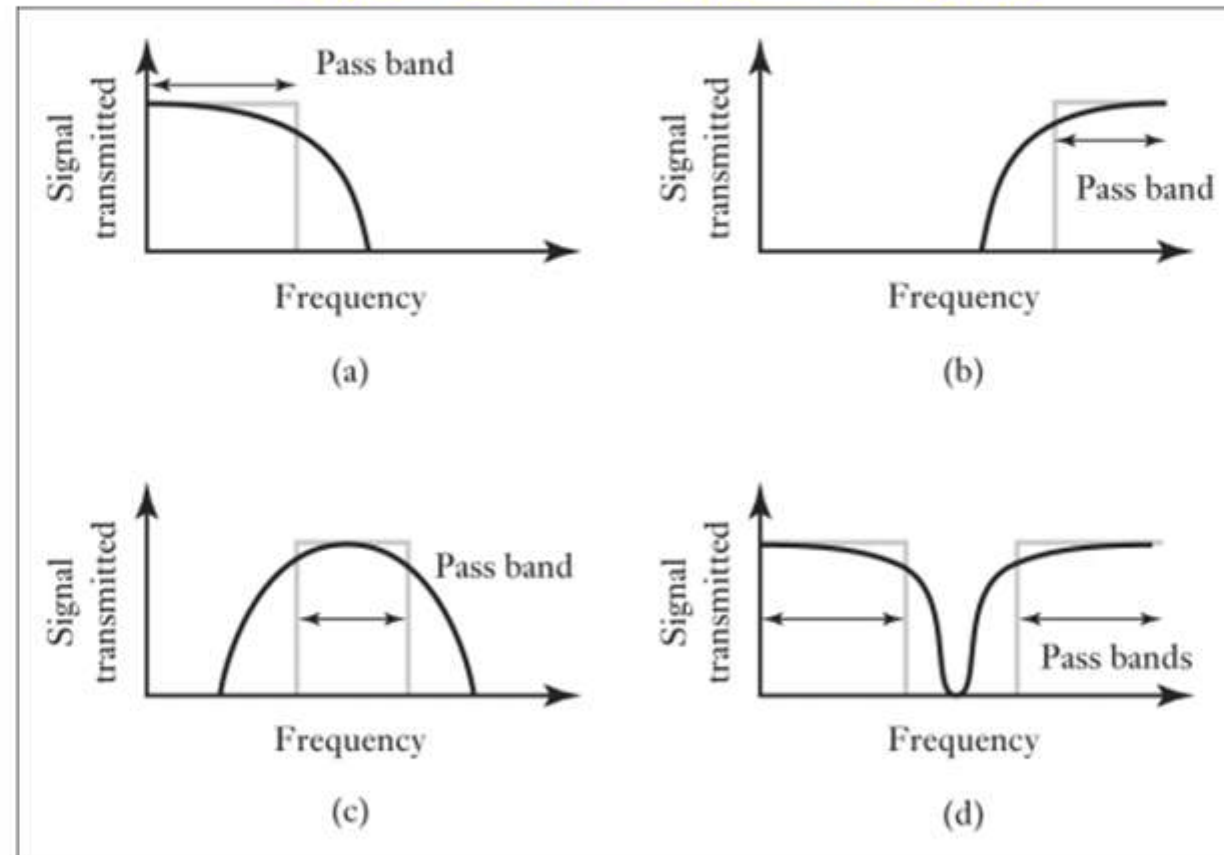 Pass band
Signal
transmitted
Frequency
(a)
Signal
transmitted
Pass band
Frequency
(b)
Signal
transmitted
Pass band
Frequency
(c)
Signal
transmitted
Pass bands
Frequency
(d)